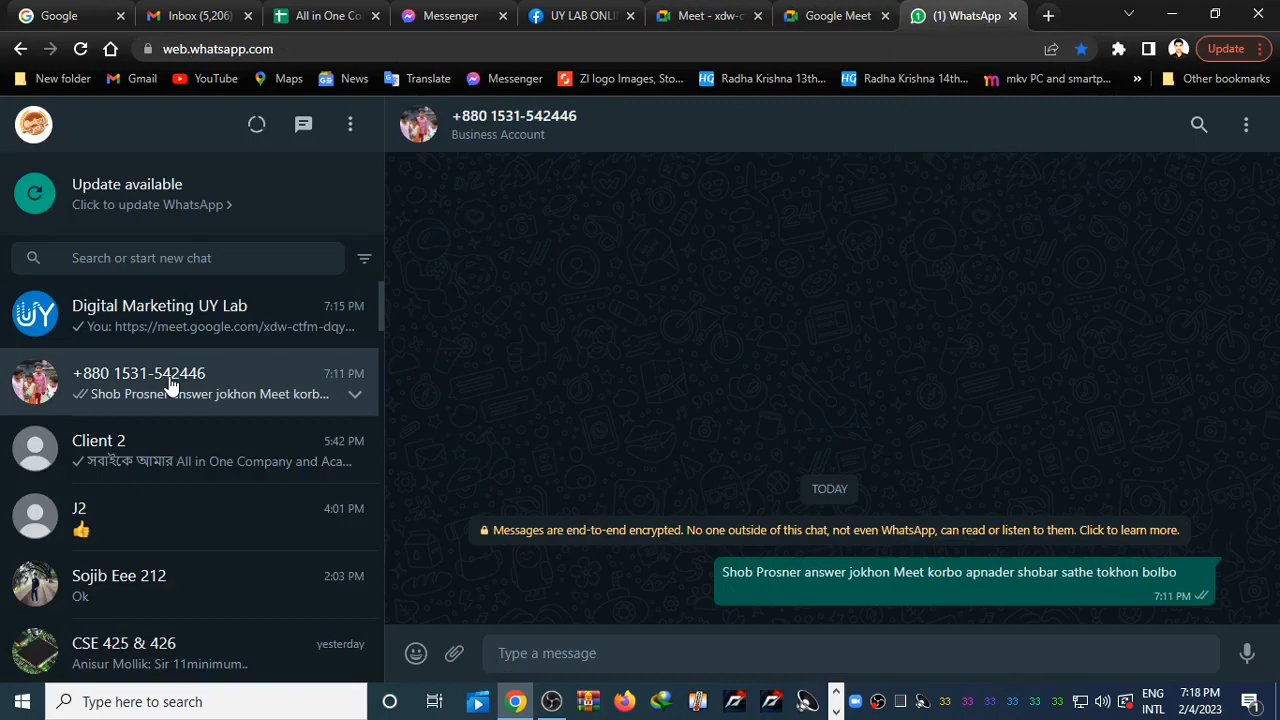 Google
Inbox (5,206)
All in One Co
Messenger
UY LAB ONLI
Meet - xdw-c
Google Meet
(1) WhatsApp
web.whatsapp.com
Update
New folder
Gmail
YouTube
Maps
News
Translate
Messenger
ZI logo Images, Sto...
Radha Krishna 13th...
Radha Krishna 14th...
mkv PC and smartp...
»
Other bookmarks
+880 1531-542446
Business Account
Update available
Click to update WhatsApp >
Search or start new chat
Digital Marketing UY Lab
7:15 PM
You: https://meet.google.com/xdw-ctfm-dqy...
+880 1531-542446
7:11 PM
Shob Prosner answer jokhon Meet korb...
Client 2
5:42 PM
সবাইকে আমার All in One Company and Aca...
J2
4:01 PM
👍
Sojib Eee 212
2:03 PM
Ok
CSE 425 & 426
yesterday
Anisur Mollik: Sir 11minimum..
TODAY
Messages are end-to-end encrypted. No one outside of this chat, not even WhatsApp, can read or listen to them. Click to learn more.
Shob Prosner answer jokhon Meet korbo apnader shobar sathe tokhon bolbo
7:11 PM
Type a message
Type here to search
33
33
33
33
33
33
ENG
INTL
7:18 PM
2/4/2023
1